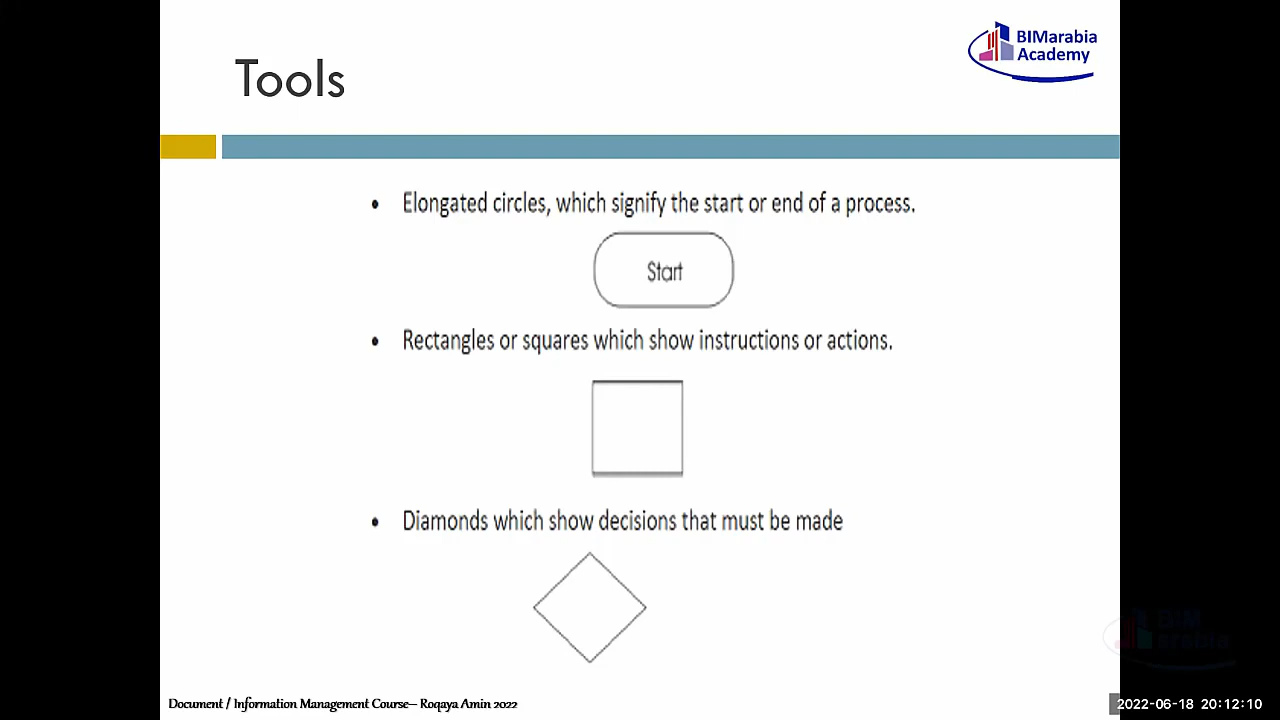 BIMarabia
Academy
Tools
• Elongated circles, which signify the start or end of a process.
Start
• Rectangles or squares which show instructions or actions.
• Diamonds which show decisions that must be made
BIM
arabia
Document / Information Management Course– Roqaya Amin 2022
2022-06-18 20:12:10